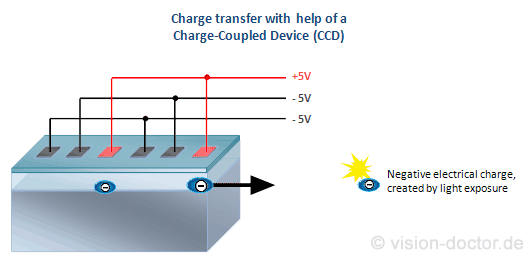 Charge transfer with help of a
Charge-Coupled Device (CCD)
+5V
- 5V
- 5V
Negative electrical charge,
created by light exposure
© vision-doctor.de